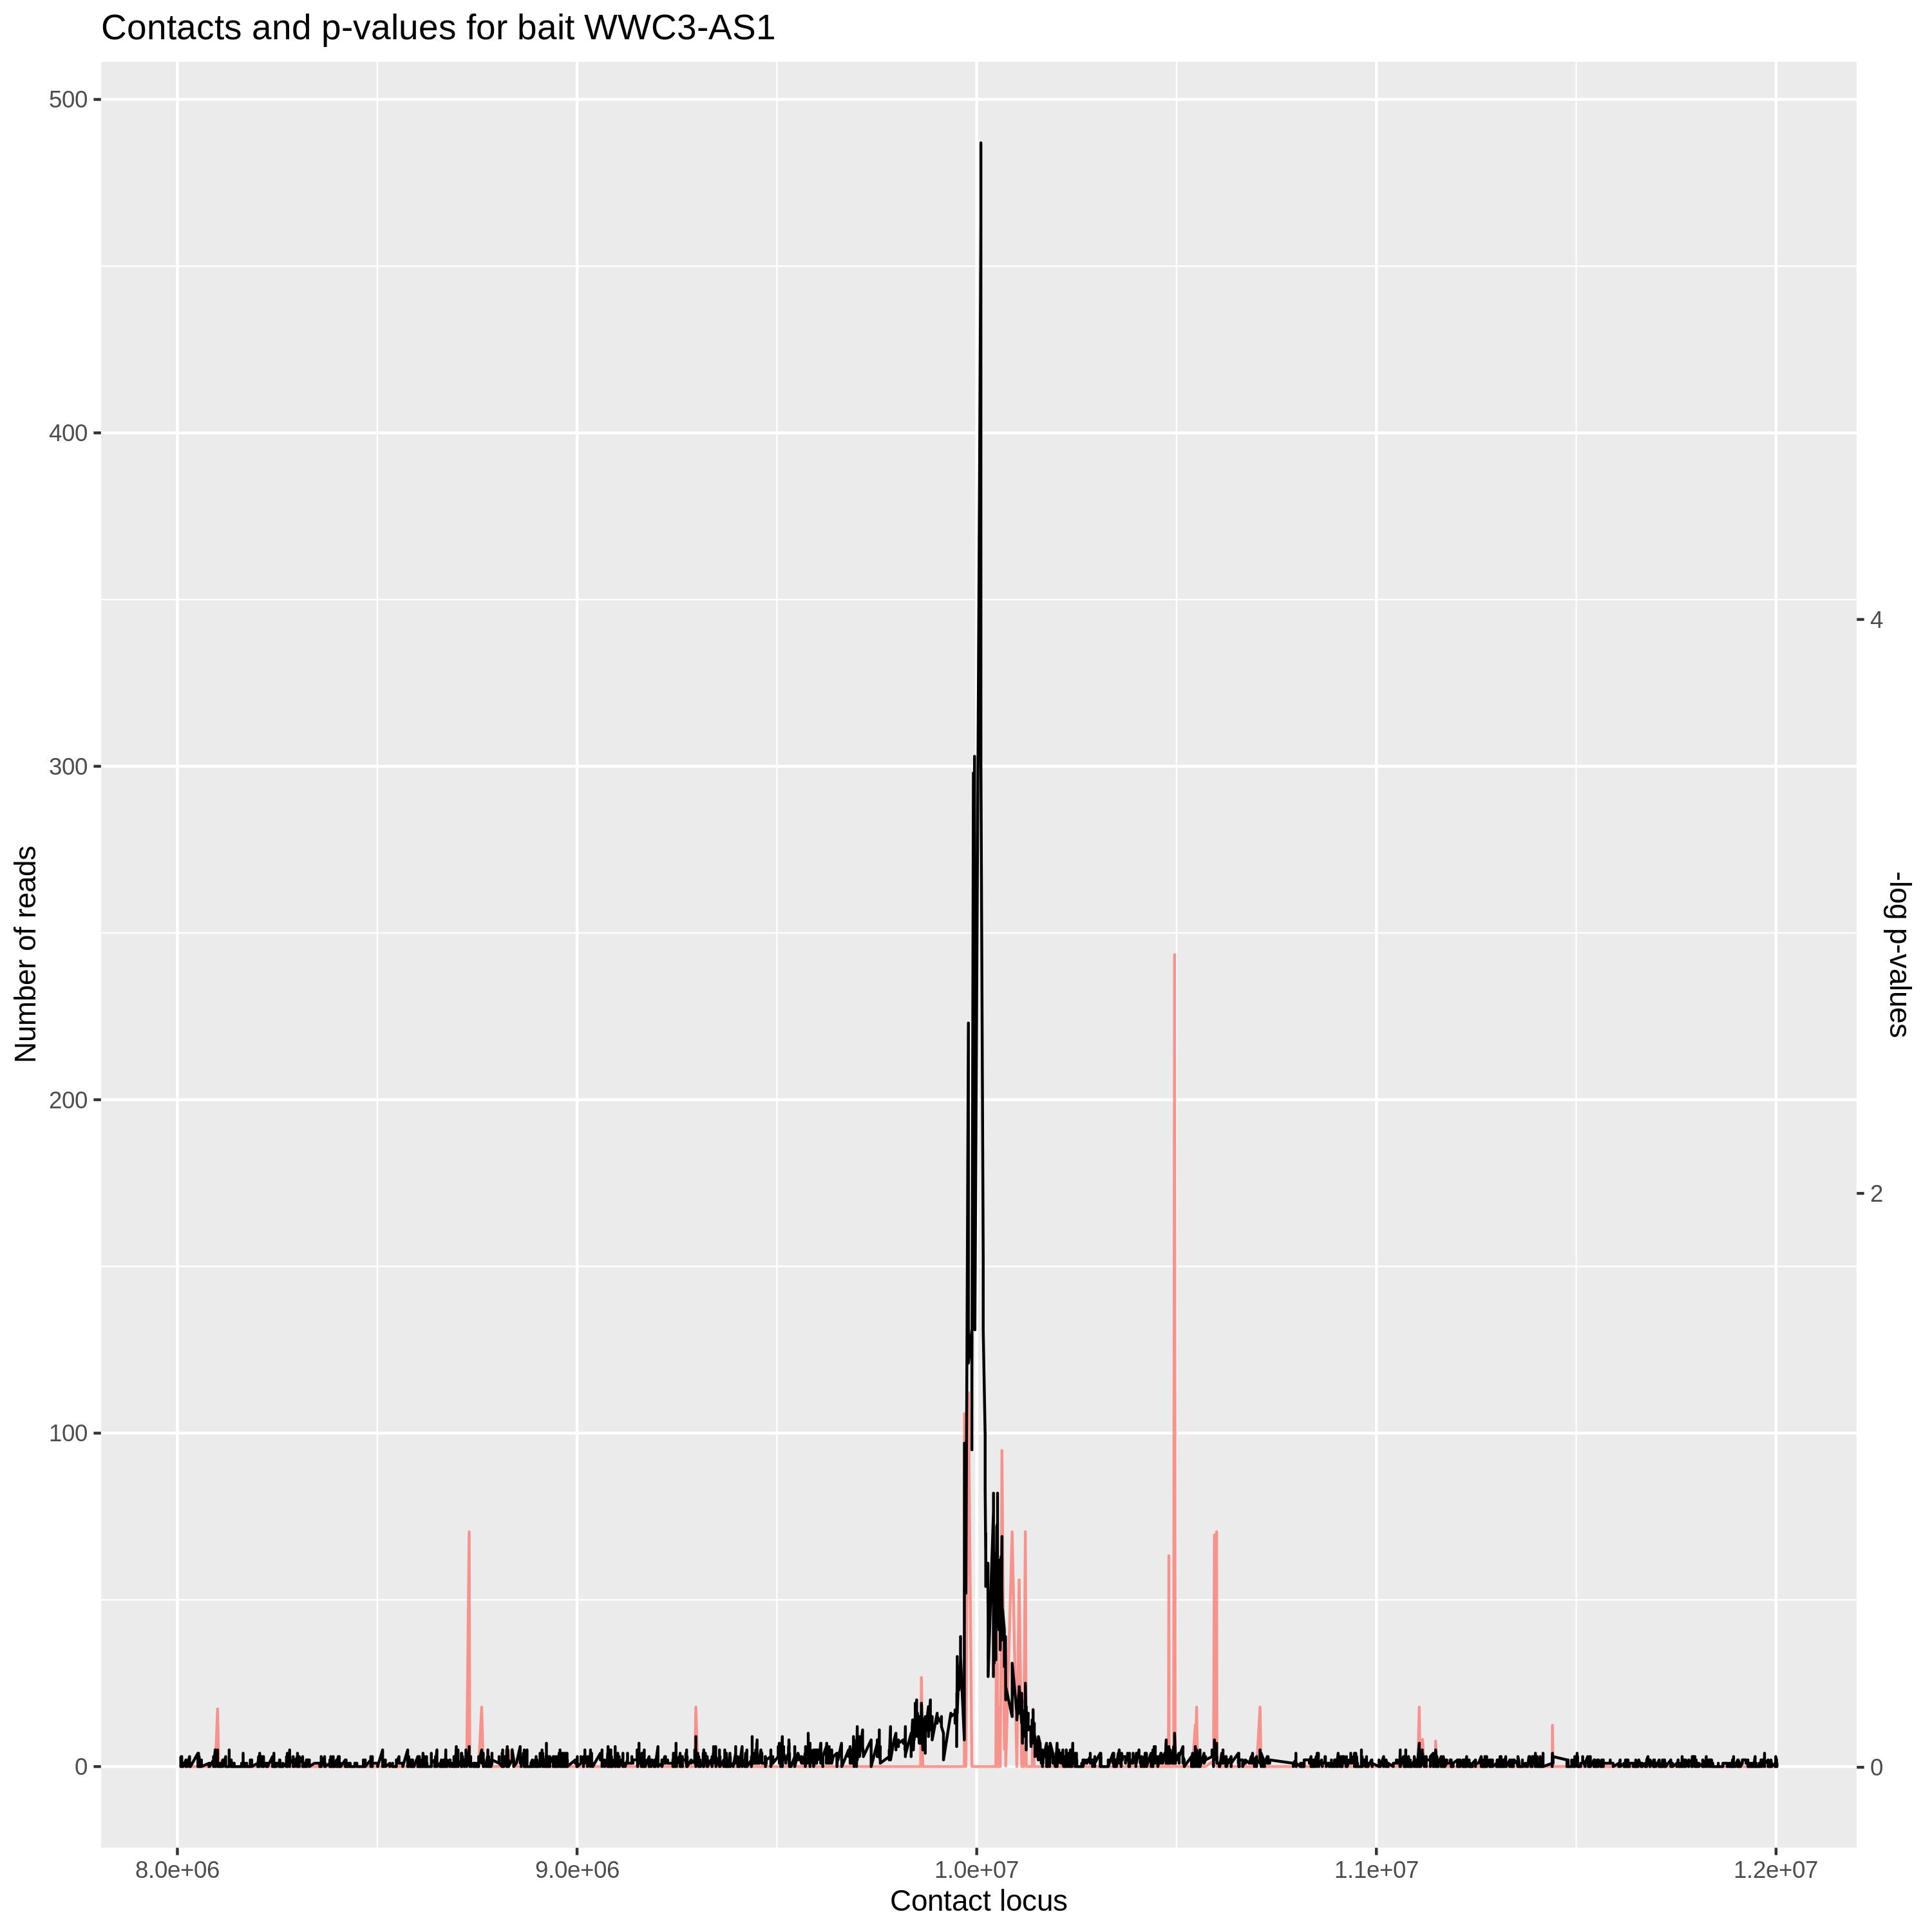 Contacts and p-values for bait WWC3-AS1
500
400
300
200
100
0
Number of reads
4
2
0
-log p-values
8.0e+06
9.0e+06
1.0e+07
1.1e+07
1.2e+07
Contact locus